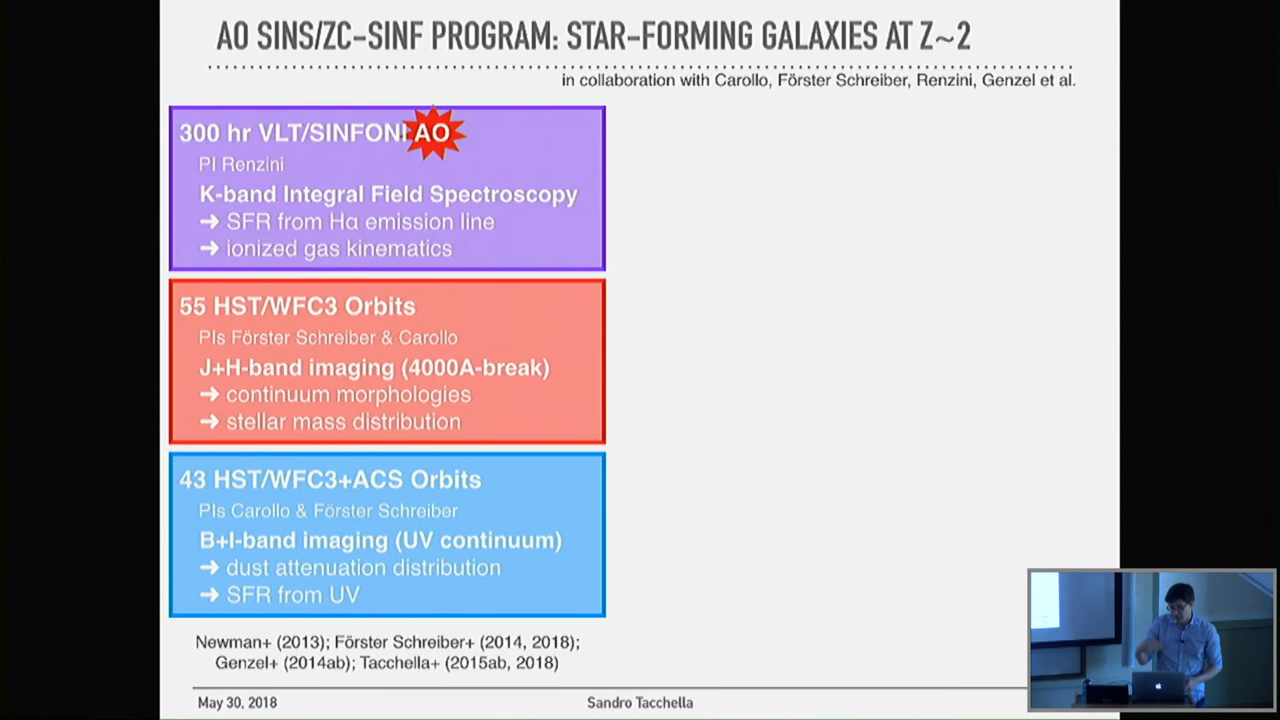 AO SINS/ZC-SINF PROGRAM: STAR-FORMING GALAXIES AT Z~2
in collaboration with Carollo, Förster Schreiber, Renzini, Genzel et al.
300 hr VLT/SINFONI AO
PI Renzini
K-band Integral Field Spectroscopy
➔ SFR from Hα emission line
➔ ionized gas kinematics
55 HST/WFC3 Orbits
PIs Förster Schreiber & Carollo
J+H-band imaging (4000A-break)
➔ continuum morphologies
➔ stellar mass distribution
43 HST/WFC3+ACS Orbits
PIs Carollo & Förster Schreiber
B+I-band imaging (UV continuum)
➔ dust attenuation distribution
➔ SFR from UV
Newman+ (2013); Förster Schreiber+ (2014, 2018);
Genzel+ (2014ab); Tacchella+ (2015ab, 2018)
May 30, 2018
Sandro Tacchella